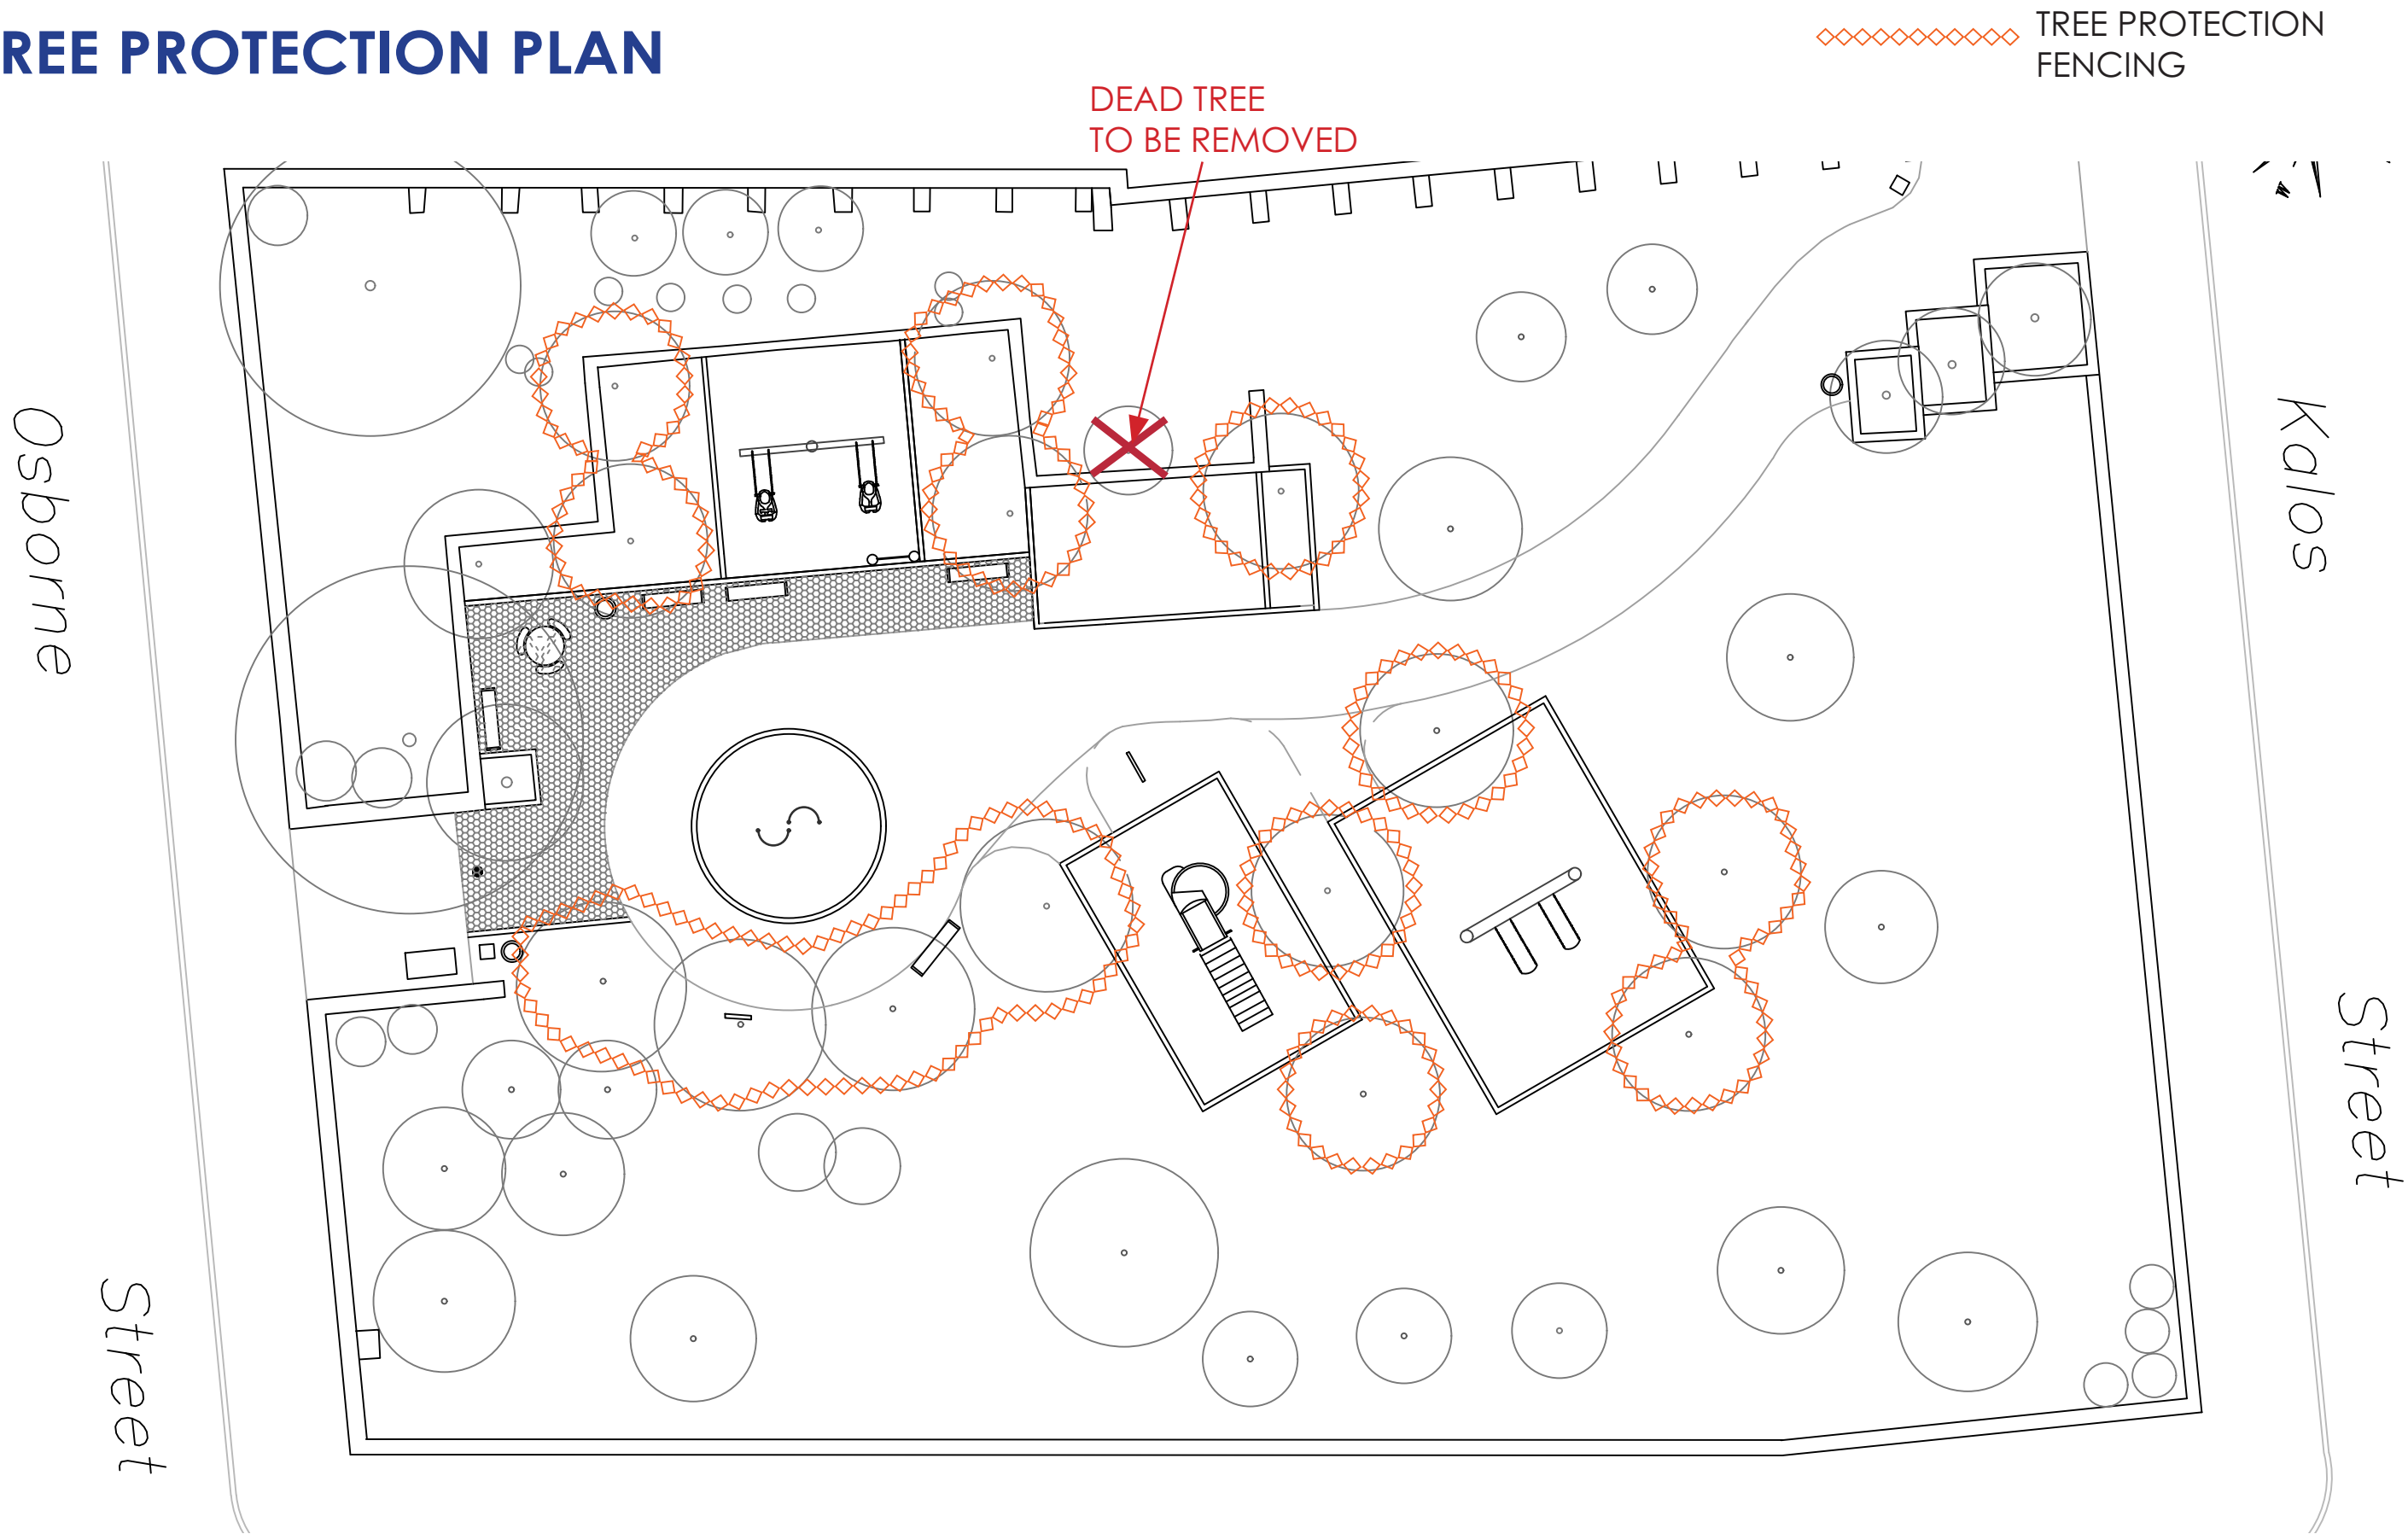 REE PROTECTION PLAN
TREE PROTECTION
FENCING
DEAD TREE
TO BE REMOVED
W
Osborne
Street
Kalos
Street